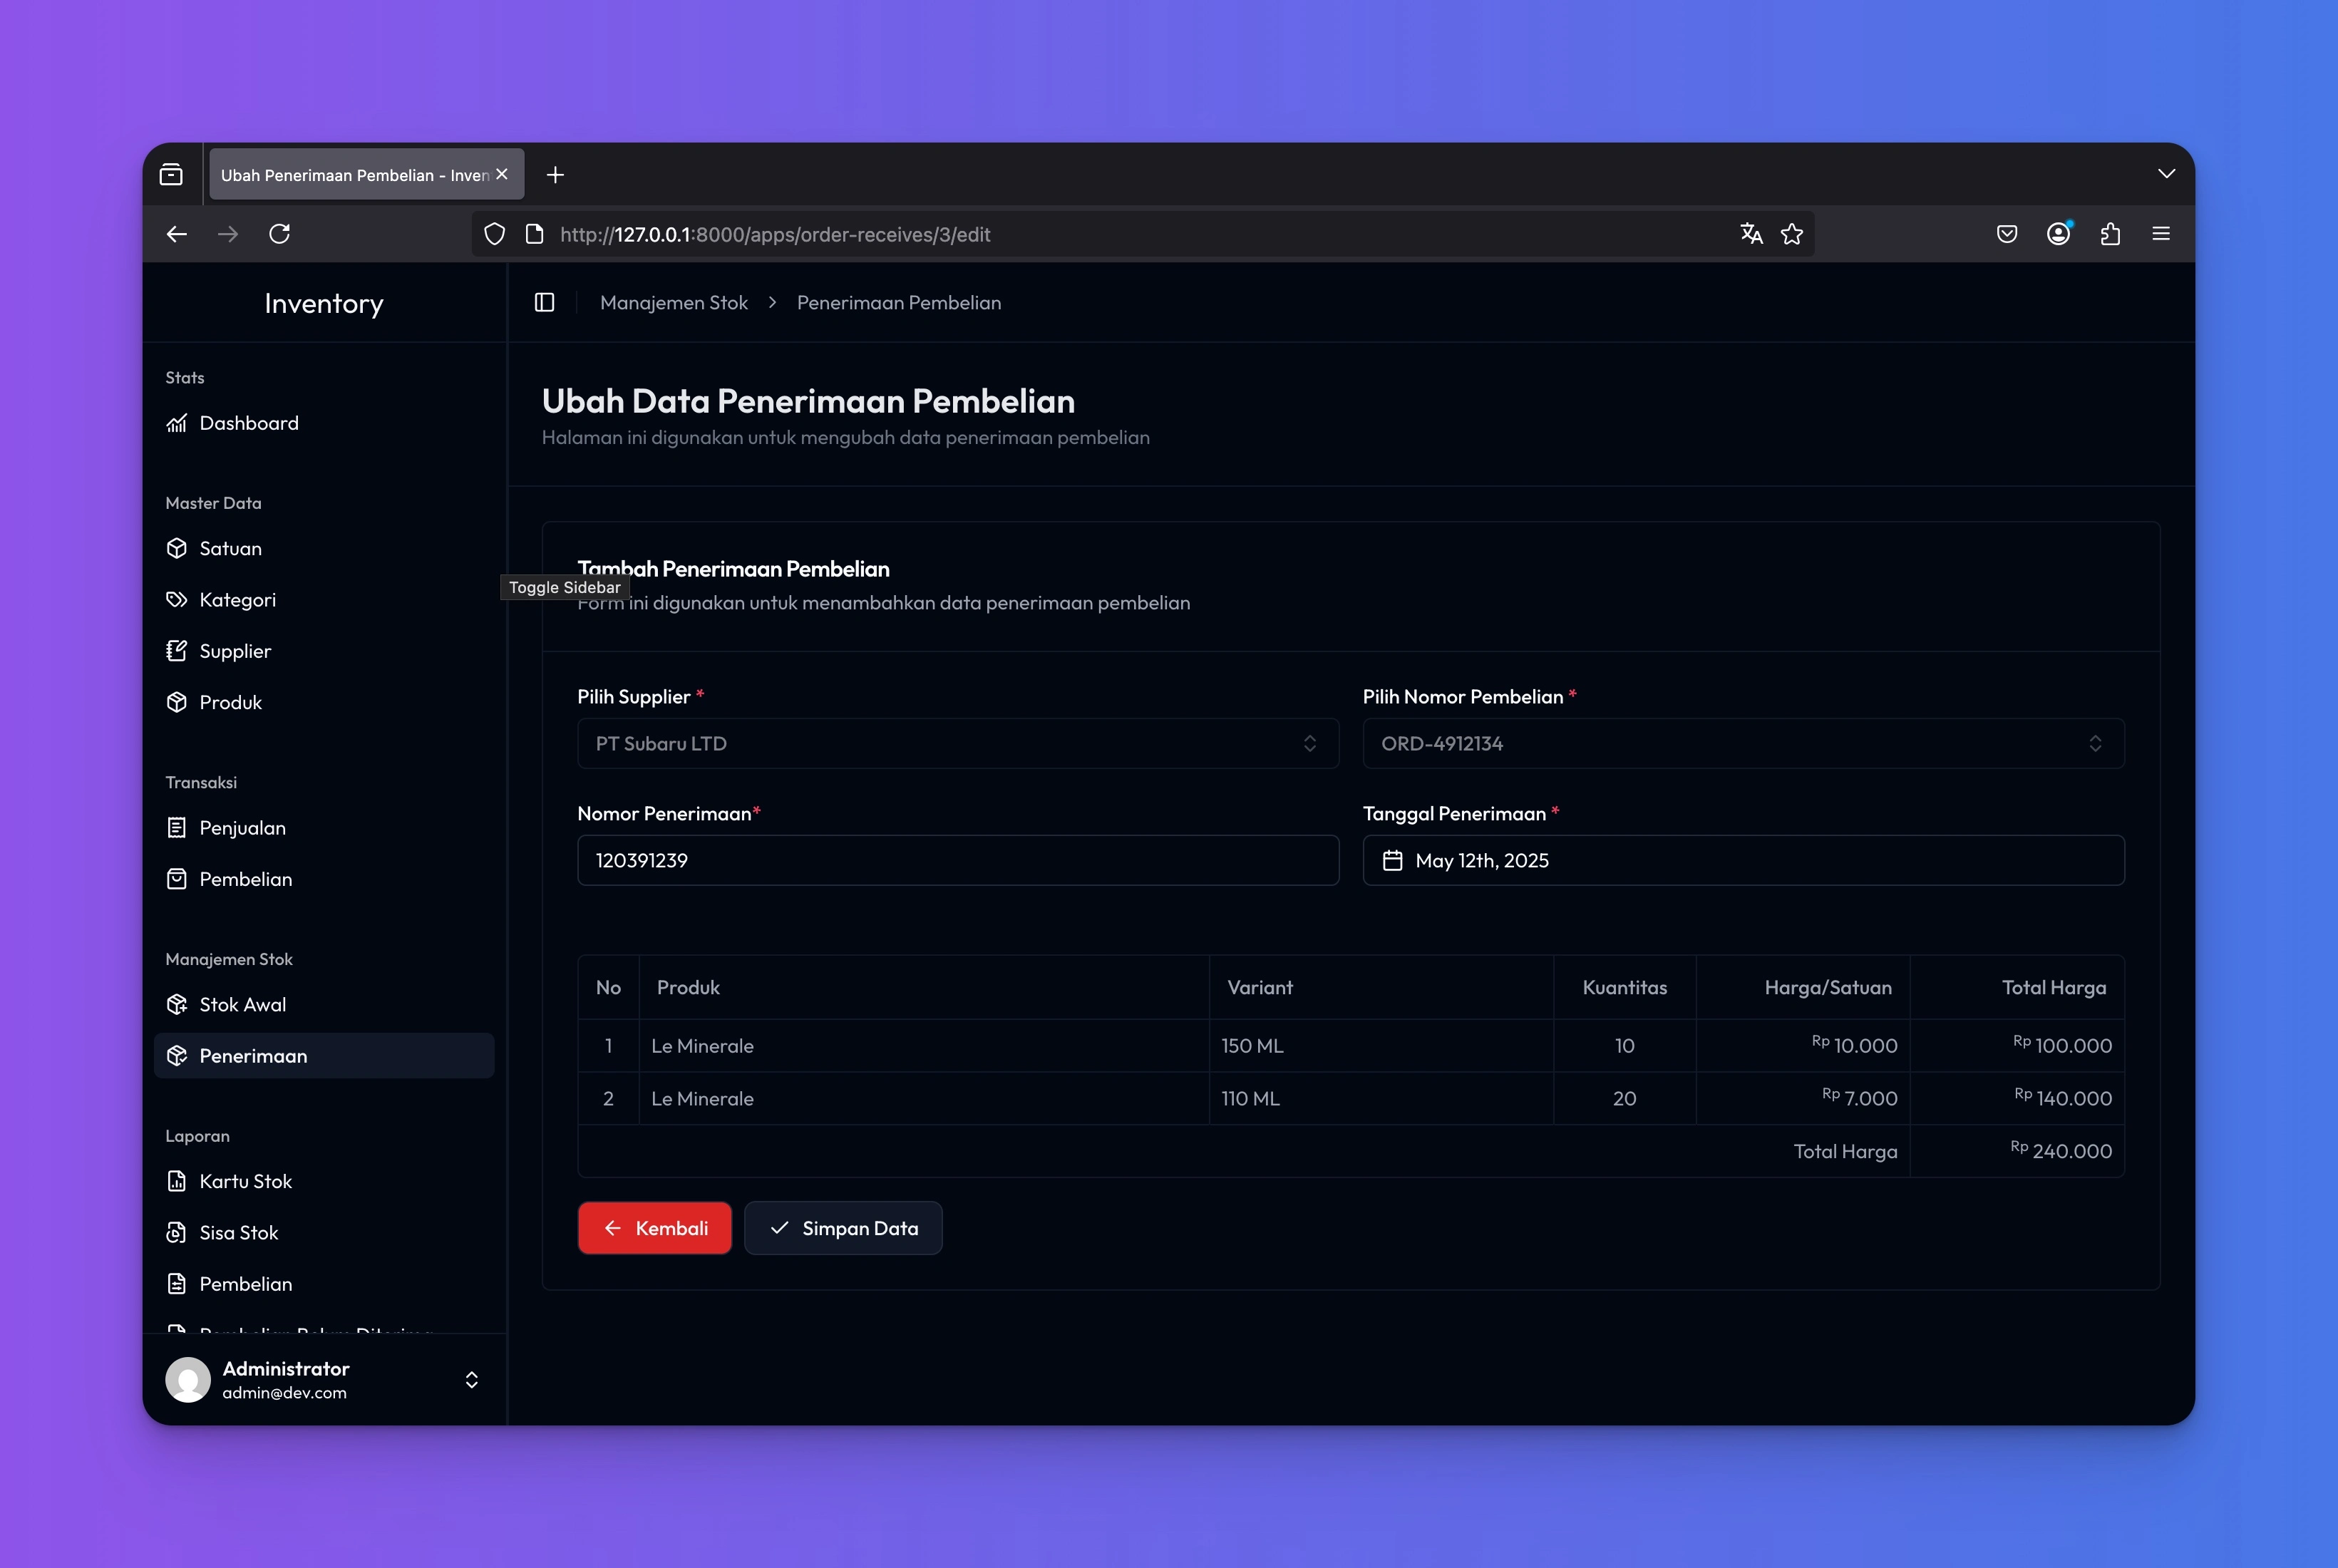 Ubah Penerimaan Pembelian - Inven
http://127.0.0.1:8000/apps/order-receives/3/edit
Inventory
Manajemen Stok
Penerimaan Pembelian
Stats
Dashboard
Master Data
Satuan
Kategori
Supplier
Produk
Transaksi
Penjualan
Pembelian
Manajemen Stok
Stok Awal
Penerimaan
Laporan
Kartu Stok
Sisa Stok
Pembelian
Pembelian Belum Diterima
Administrator
admin@dev.com
Ubah Data Penerimaan Pembelian
Halaman ini digunakan untuk mengubah data penerimaan pembelian
Tambah Penerimaan Pembelian
Toggle Sidebar
Form ini digunakan untuk menambahkan data penerimaan pembelian
Pilih Supplier *
PT Subaru LTD
Pilih Nomor Pembelian *
ORD-4912134
Nomor Penerimaan*
120391239
Tanggal Penerimaan *
May 12th, 2025
No Produk Variant Kuantitas Harga/Satuan Total Harga
1 Le Minerale 150 ML 10 Rp 10.000 Rp 100.000
2 Le Minerale 110 ML 20 Rp 7.000 Rp 140.000
Total Harga Rp 240.000
Kembali
Simpan Data